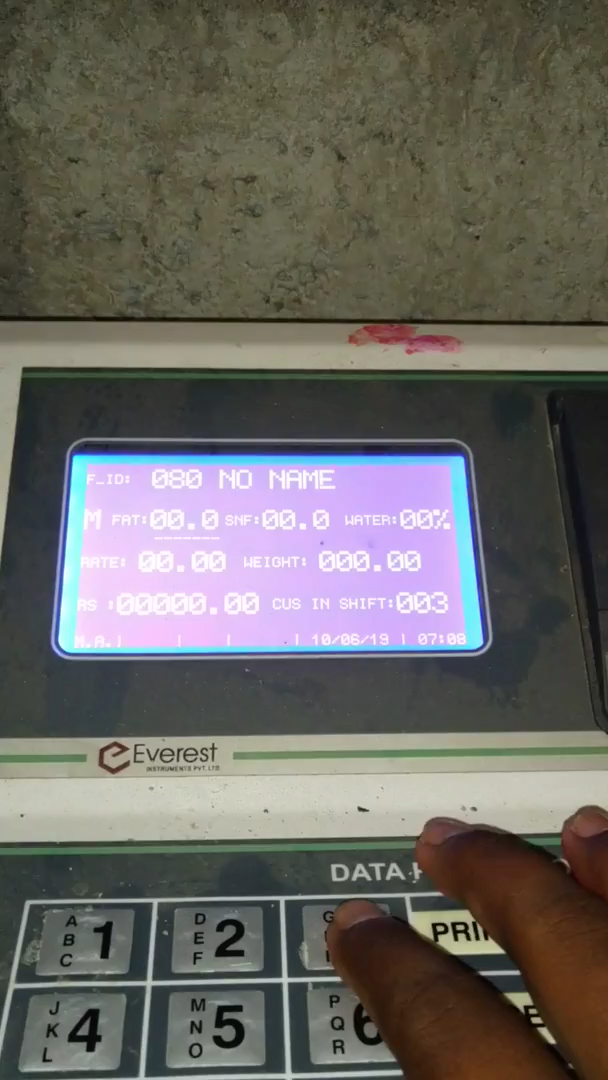 F_ID: 080 NO NAME
M FAT:00.0 SNF:00.0 WATER:00%
RATE: 00.00 WEIGHT: 000.00
RS :00000.00 CUS IN SHIFT:003
N.A.| | | | 10/06/19 | 07:08
Everest
INSTRUMENTS PVT. LTD.
DATA
A B C 1 D E F 2 G
J K L 4 M N O 5 P Q R 6